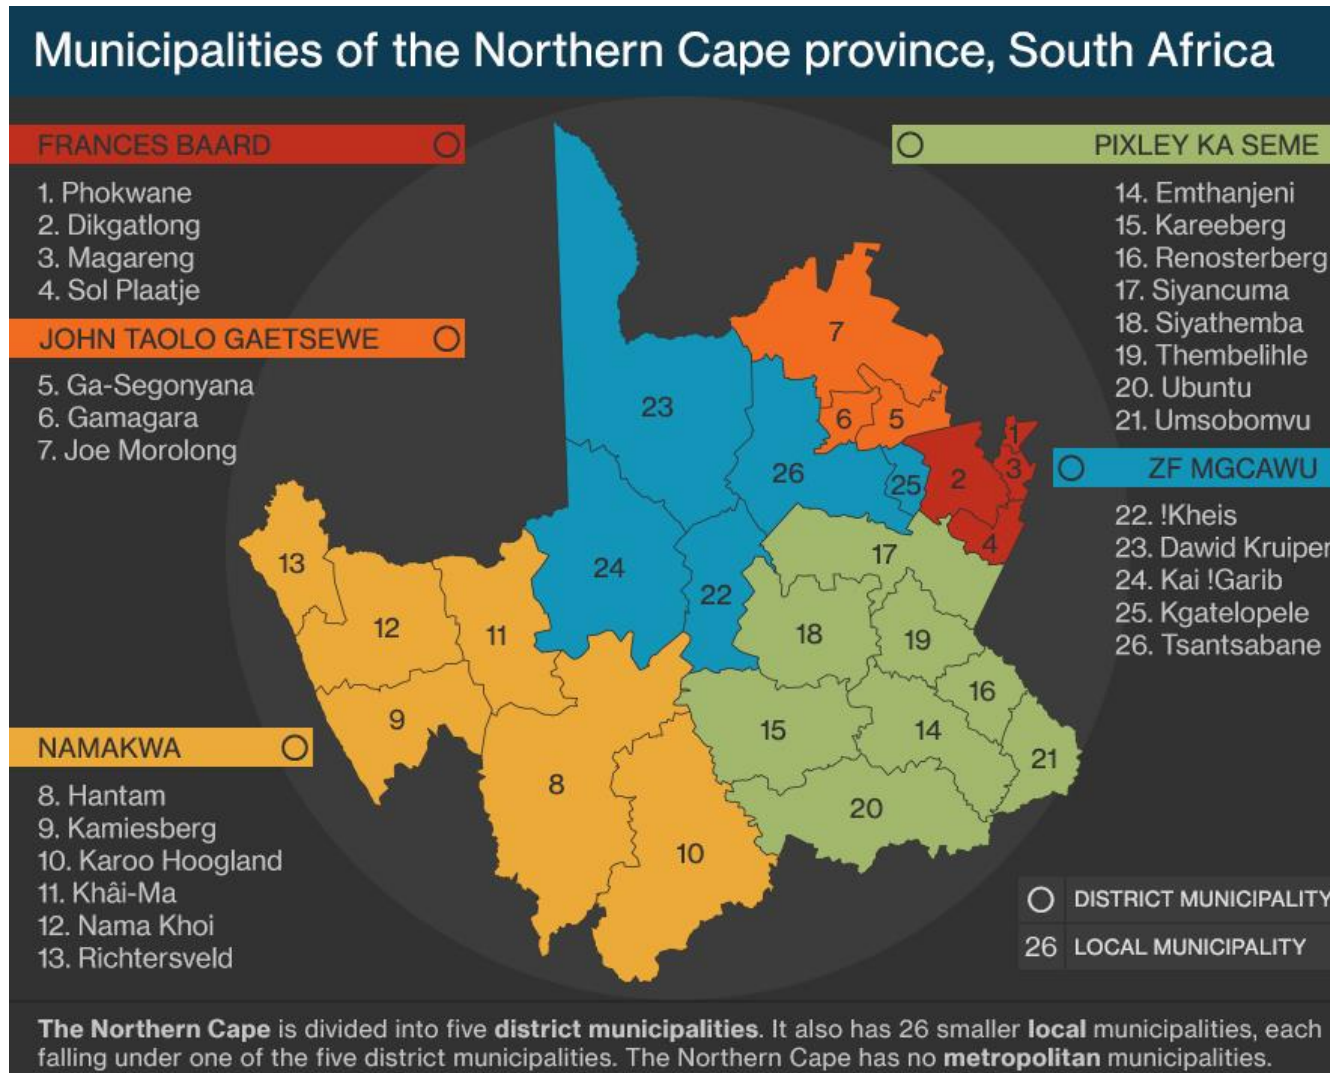 Municipalities of the Northern Cape province, South Africa
FRANCES BAARD
1. Phokwane
2. Dikgatlong
3. Magareng
4. Sol Plaatje
JOHN TAOLO GAETSEWE
5. Ga-Segonyana
6. Gamagara
7. Joe Morolong
NAMAKWA
8. Hantam
9. Kamiesberg
10. Karoo Hoogland
11. Khâi-Ma
12. Nama Khoi
13. Richtersveld
PIXLEY KA SEME
14. Emthanjeni
15. Kareeberg
16. Renosterberg
17. Siyancuma
18. Siyathemba
19. Thembelihle
20. Ubuntu
21. Umsobomvu
ZF MGCAWU
22. !Kheis
23. Dawid Kruiper
24. Kai !Garib
25. Kgatelopele
26. Tsantsabane
7
23
6
5
1
26
25
2
3
17
4
13
24
22
12
11
18
19
16
9
15
14
21
8
20
10
DISTRICT MUNICIPALITY
26 LOCAL MUNICIPALITY
The Northern Cape is divided into five district municipalities. It also has 26 smaller local municipalities, each
falling under one of the five district municipalities. The Northern Cape has no metropolitan municipalities.